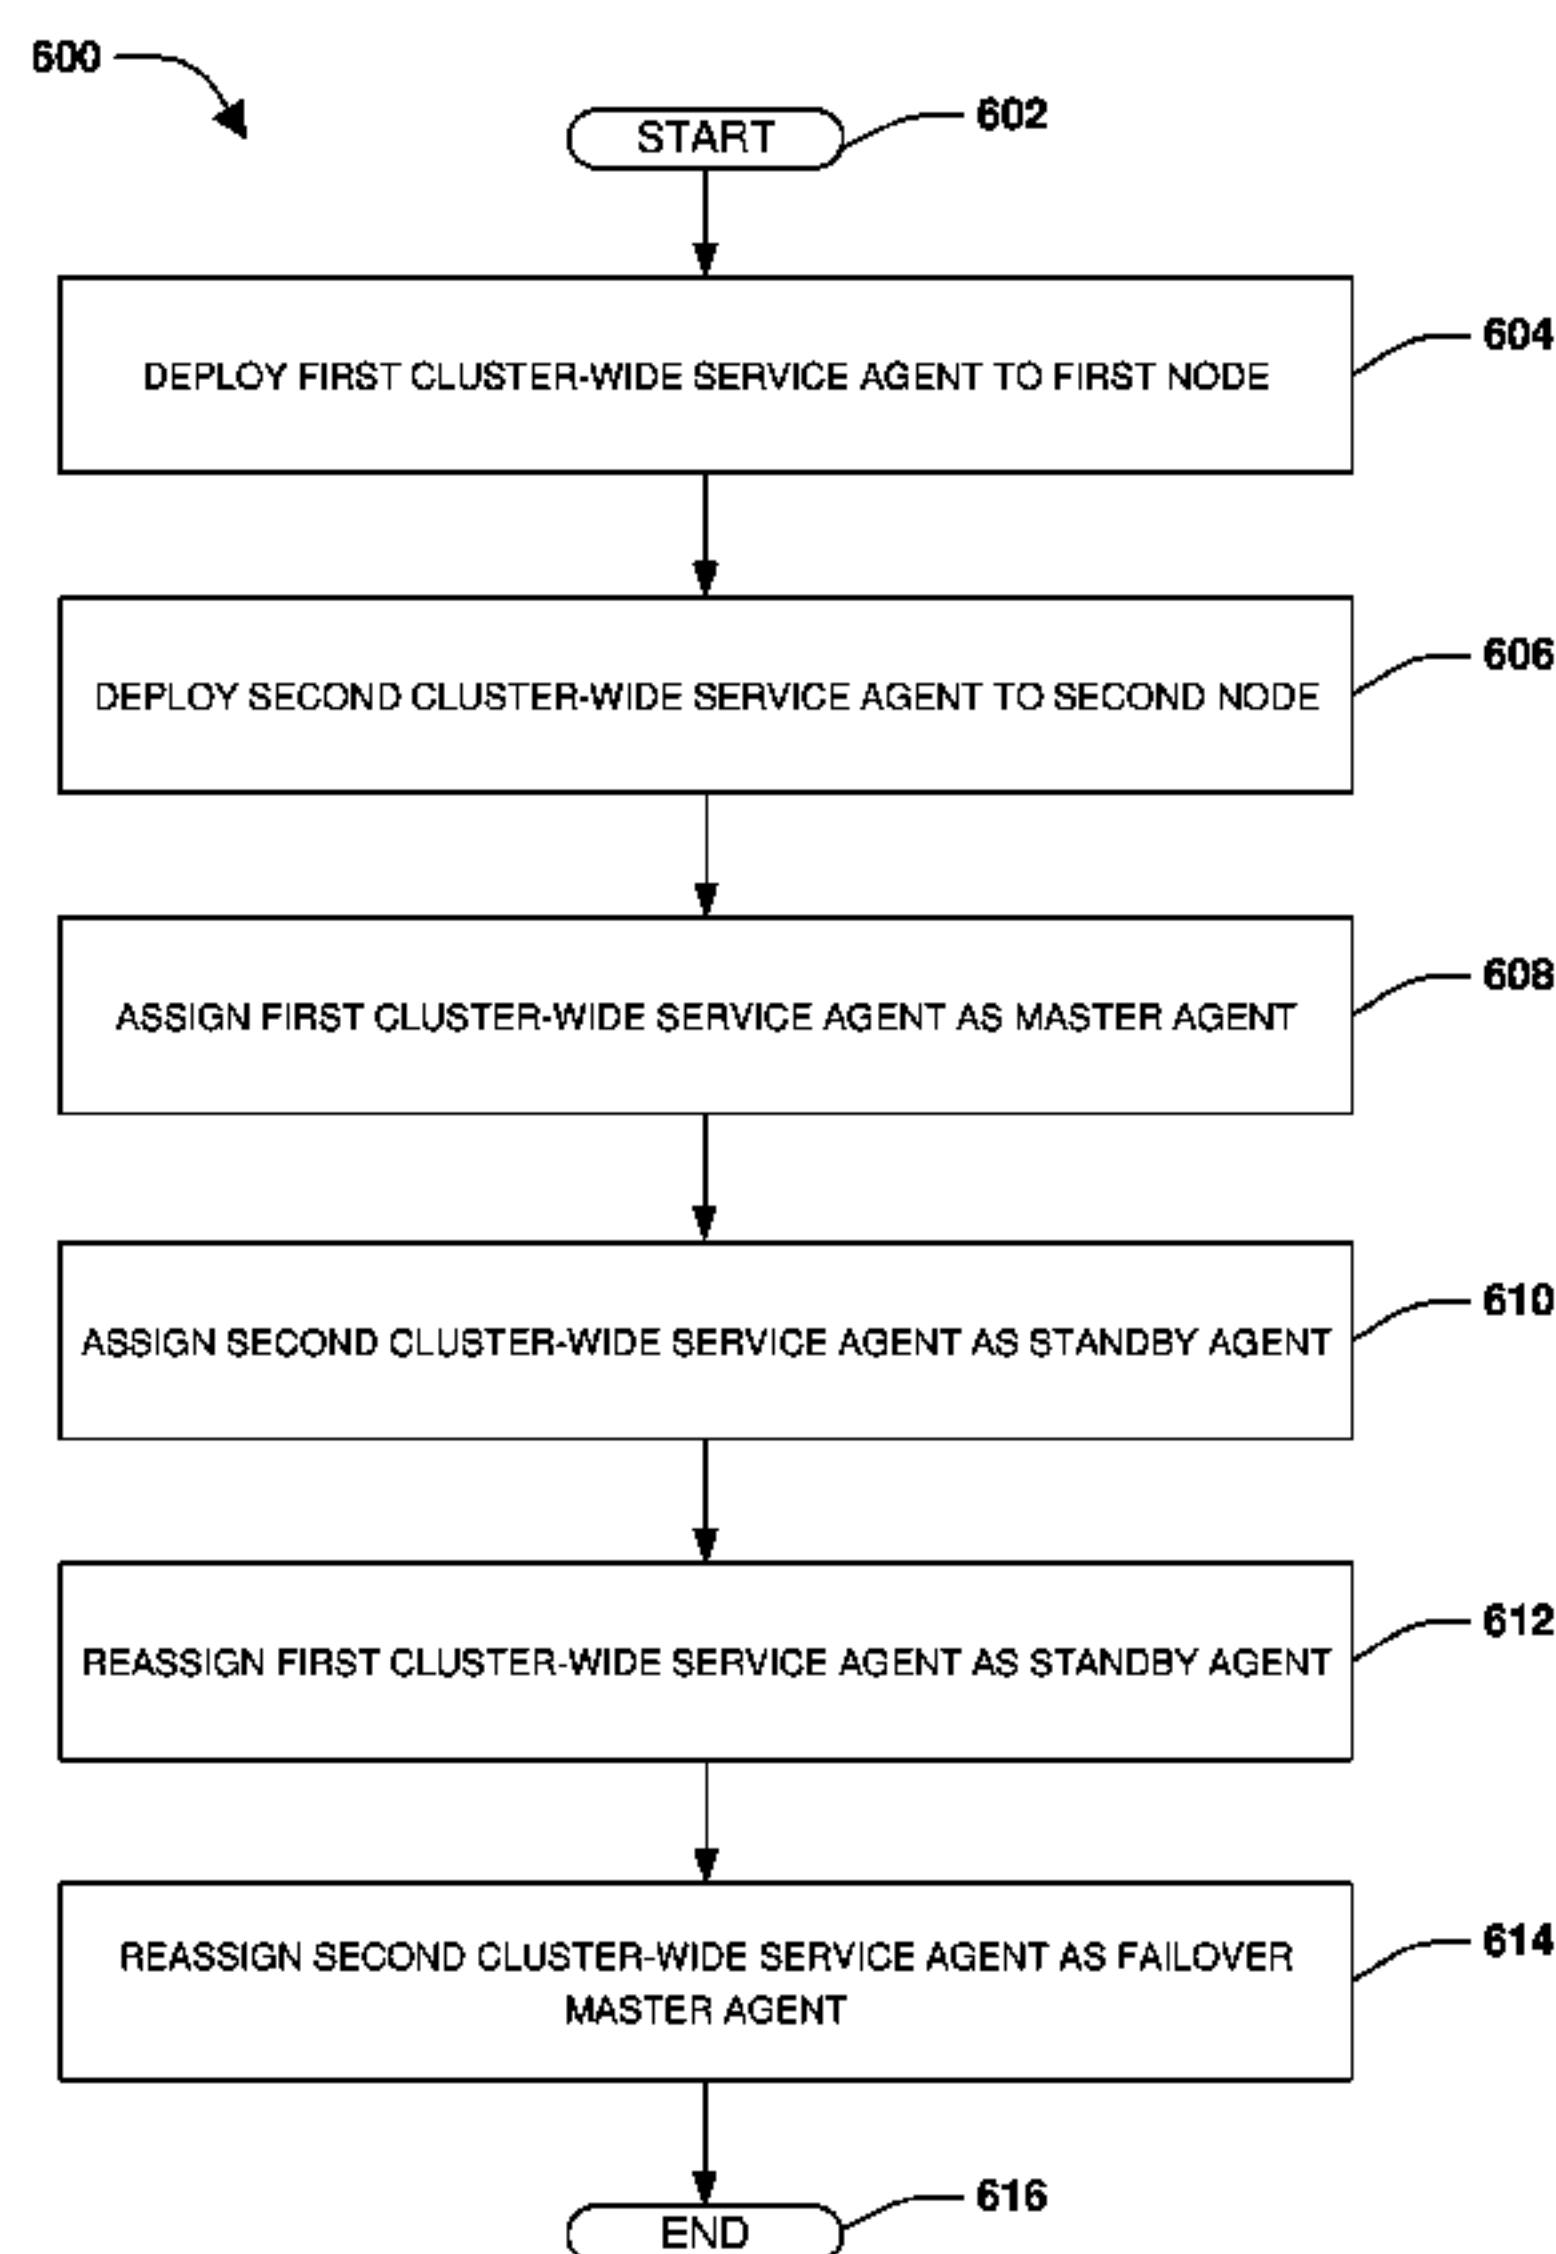 600
START
602
DEPLOY FIRST CLUSTER-WIDE SERVICE AGENT TO FIRST NODE
604
DEPLOY SECOND CLUSTER-WIDE SERVICE AGENT TO SECOND NODE
606
ASSIGN FIRST CLUSTER-WIDE SERVICE AGENT AS MASTER AGENT
608
ASSIGN SECOND CLUSTER-WIDE SERVICE AGENT AS STANDBY AGENT
610
REASSIGN FIRST CLUSTER-WIDE SERVICE AGENT AS STANDBY AGENT
612
REASSIGN SECOND CLUSTER-WIDE SERVICE AGENT AS FAILOVER
MASTER AGENT
614
END
616